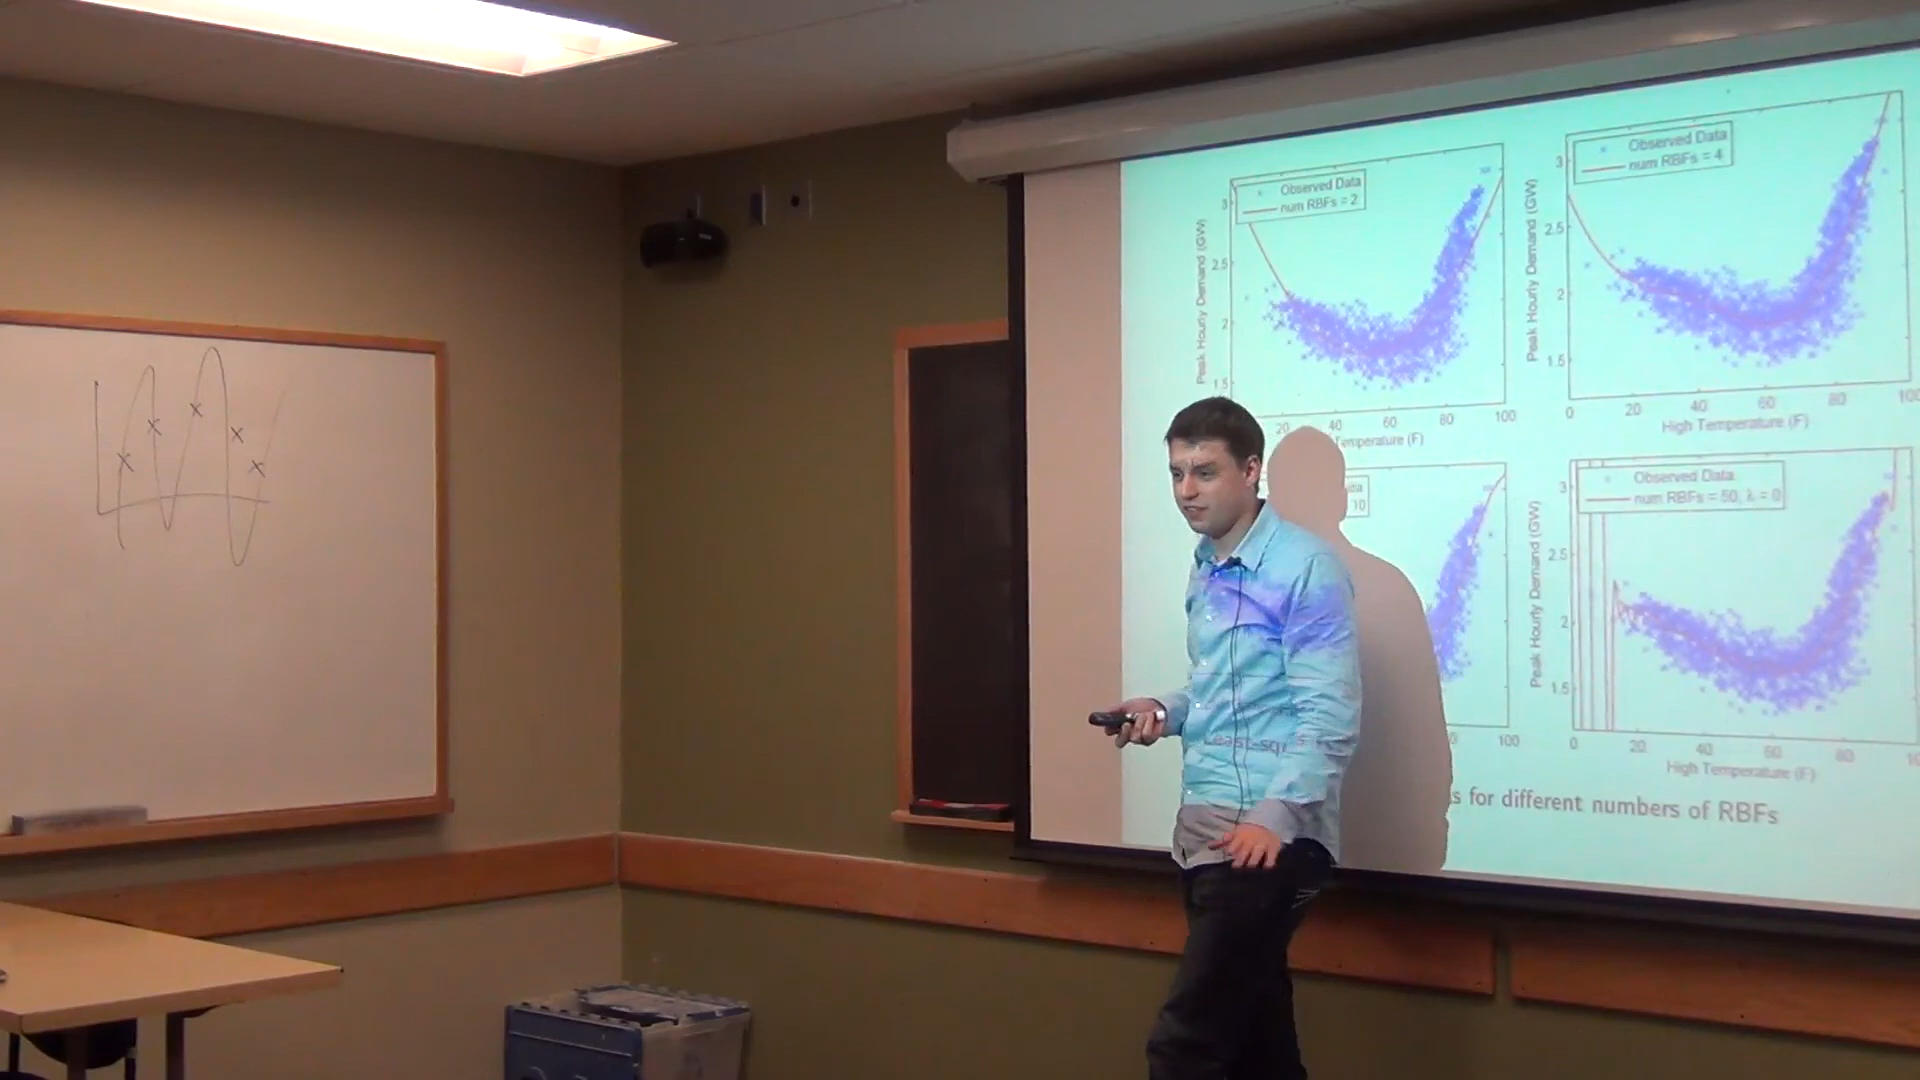 Observed Data
num RBFs = 2
Peak Hourly Demand (GW)
3
2.5
2
1.5
20
40
60
80
100
Temperature (F)
Observed Data
num RBFs = 4
Peak Hourly Demand (GW)
3
2.5
2
1.5
0
20
40
60
80
100
High Temperature (F)
10
100
Observed Data
num RBFs = 50, λ = 0
Peak Hourly Demand (GW)
3
2.5
2
1.5
0
20
40
60
80
High Temperature (F)
s for different numbers of RBFs